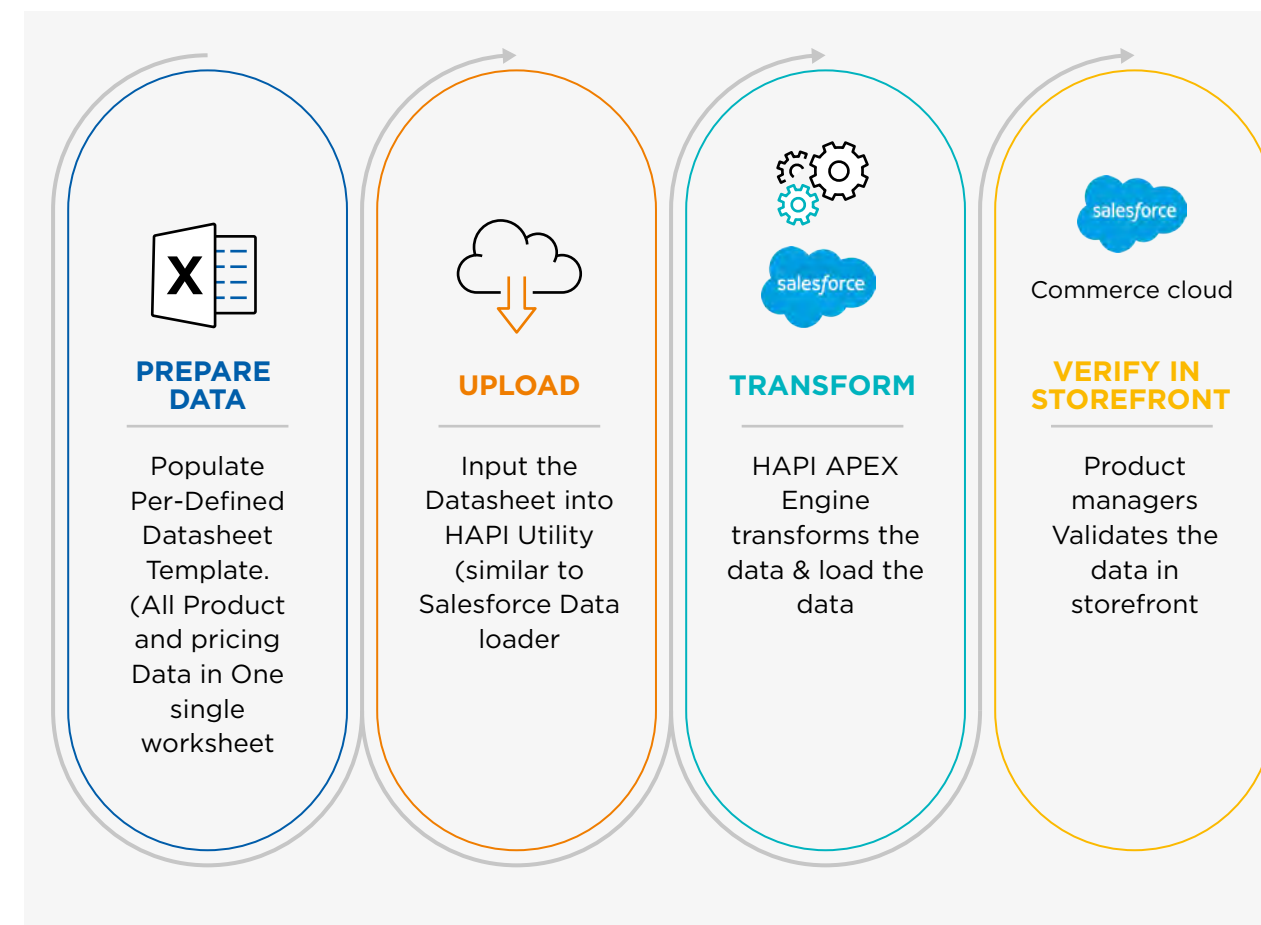 X
PREPARE
DATA
Populate
Per-Defined
Datasheet
Template.
(All Product
and pricing
Data in One
single
worksheet
UPLOAD
Input the
Datasheet into
HAPI Utility
(similar to
Salesforce Data
loader
salesforce
TRANSFORM
HAPI APEX
Engine
transforms the
data & load the
data
salesforce
Commerce cloud
VERIFY IN
STOREFRONT
Product
managers
Validates the
data in
storefront